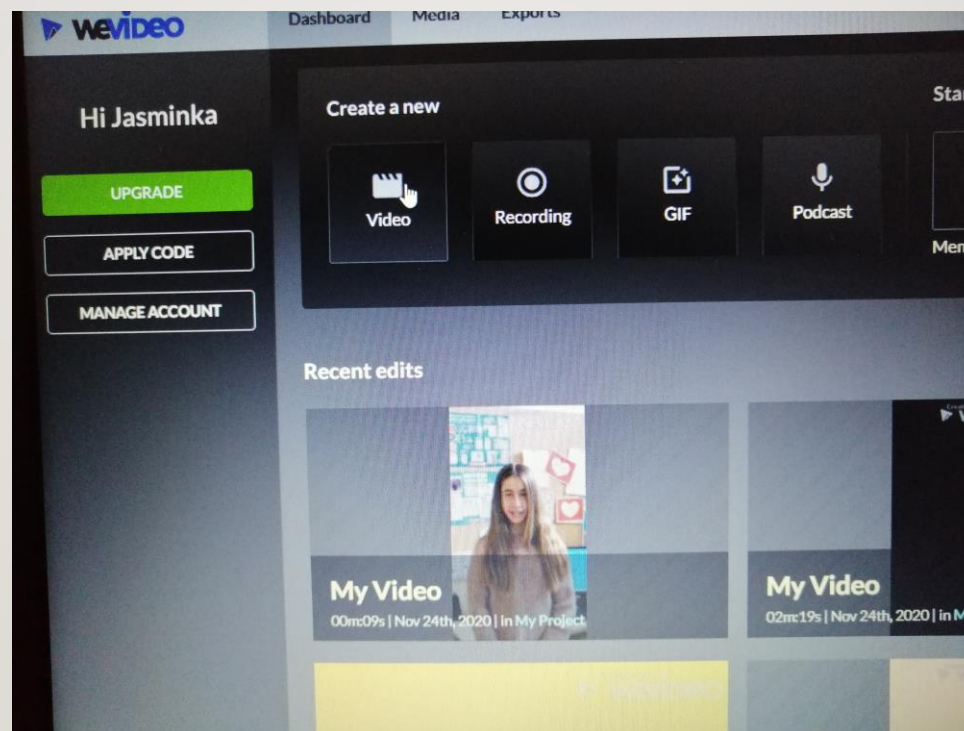 WeVideo
Dashboard Media Exports
Hi Jasminka
UPGRADE
APPLY CODE
MANAGE ACCOUNT
Create a new
Video
Recording
GIF
Podcast
Recent edits
My Video
00m:09s | Nov 24th, 2020 | in My Project
My Video
02m:19s | Nov 24th, 2020 | in